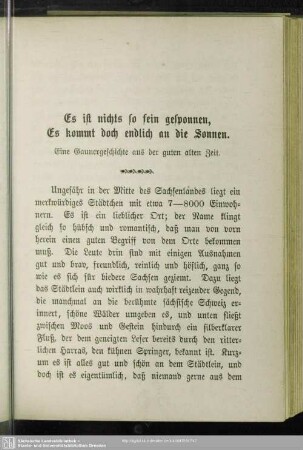 Es ist nichts so fein gesponnen,
Es kommt doch endlich an die Sonnen.
Eine Gaunergeschichte aus der guten alten Zeit.
Ungefähr in der Mitte des Sachsenlandes liegt ein
merkwürdiges Städtchen mit etwa 7—8000 Einwoh-
nern. Es ist ein lieblicher Ort; der Name klingt
gleich so hübsch und romantisch, daß man von vorn
herein einen guten Begriff von dem Orte bekommen
muß. Die Leute drin sind mit einigen Ausnahmen
gut und brav, freundlich, reinlich und höflich, ganz so
wie es sich für biedere Sachsen geziemt. Dazu liegt
das Städtlein auch wirklich in wahrhaft reizender Gegend,
die manchmal an die berühmte sächsische Schweiz er-
innert, schöne Wälder umgeben es, und unten fließt
zwischen Moos und Gestein hindurch ein silberklarer
Fluß, der dem geneigten Leser bereits durch den ritter-
lichen Harras, den kühnen Springer, bekannt ist. Kurz-
um es ist alles gut und schön an dem Städtlein, und
doch ist es eigentümlich, daß niemand gerne aus dem